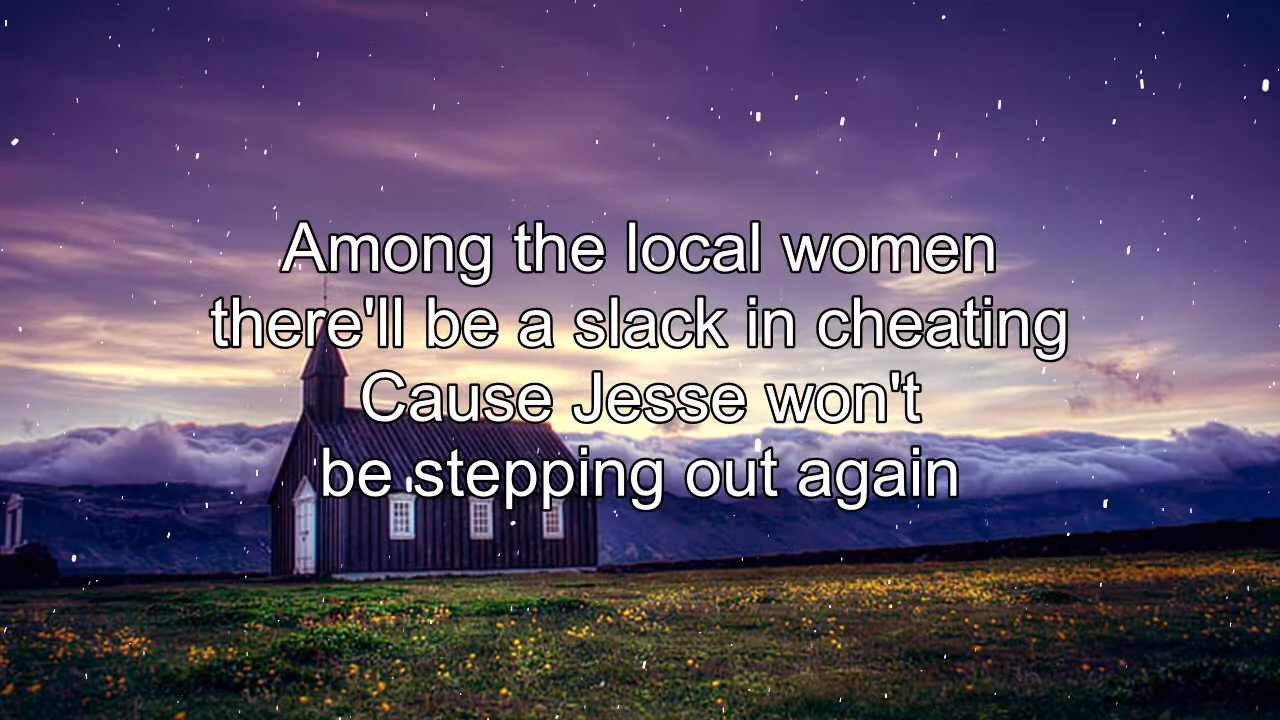 Among the local women
there'll be a slack in cheating
Cause Jesse won't
be stepping out again